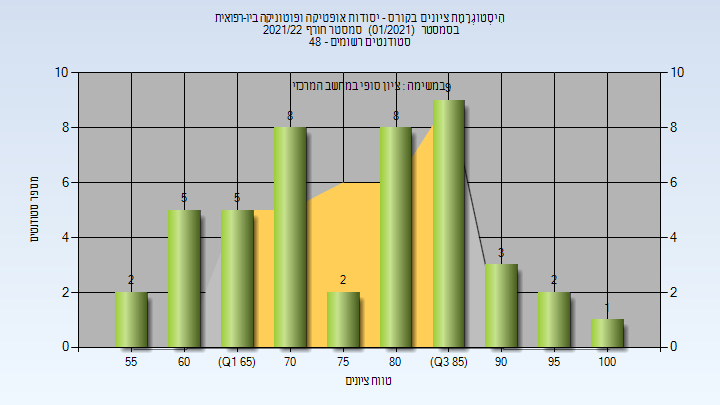 היסטוגרמת ציונים בקורס - יסודות אופטיקה ופוטוניקה ביו-רפואית
בסמסטר (01/2021) סמסטר חורף 2021/22
סטודנטים רשומים - 48
במשימה : ציון סופי במחשב המרכזי
10 10
8 8
6 6
4 4
2 2
0 0
2 5 5 8 2 8 9 3 2 1
מספר סטודנטים
55 60 (Q1 65) 70 75 80 (Q3 85) 90 95 100
טווח ציונים